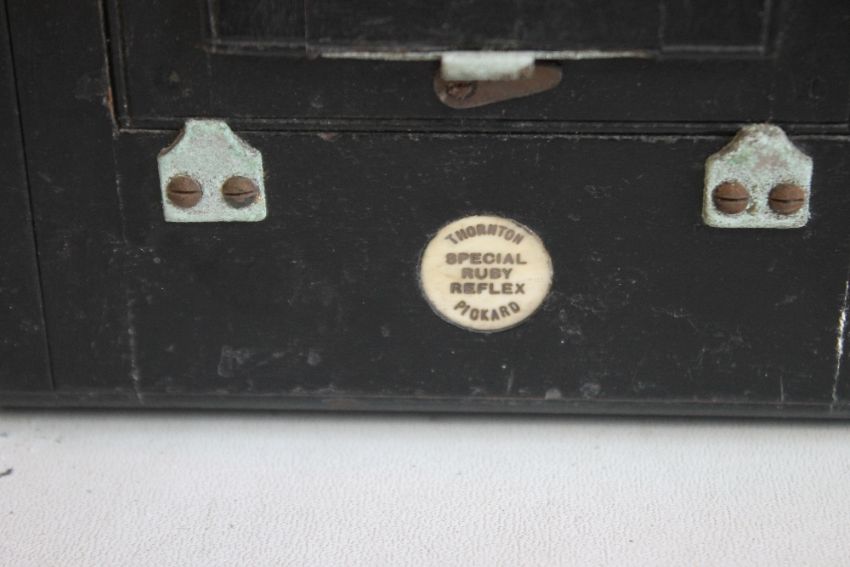 THORNTON
SPECIAL
RUBY
REFLEX
PICKARD